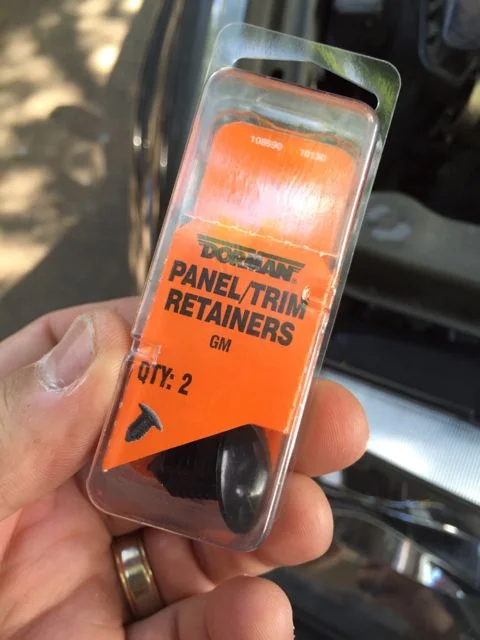 DORMAN®
PANEL/TRIM
RETAINERS
GM
QTY: 2